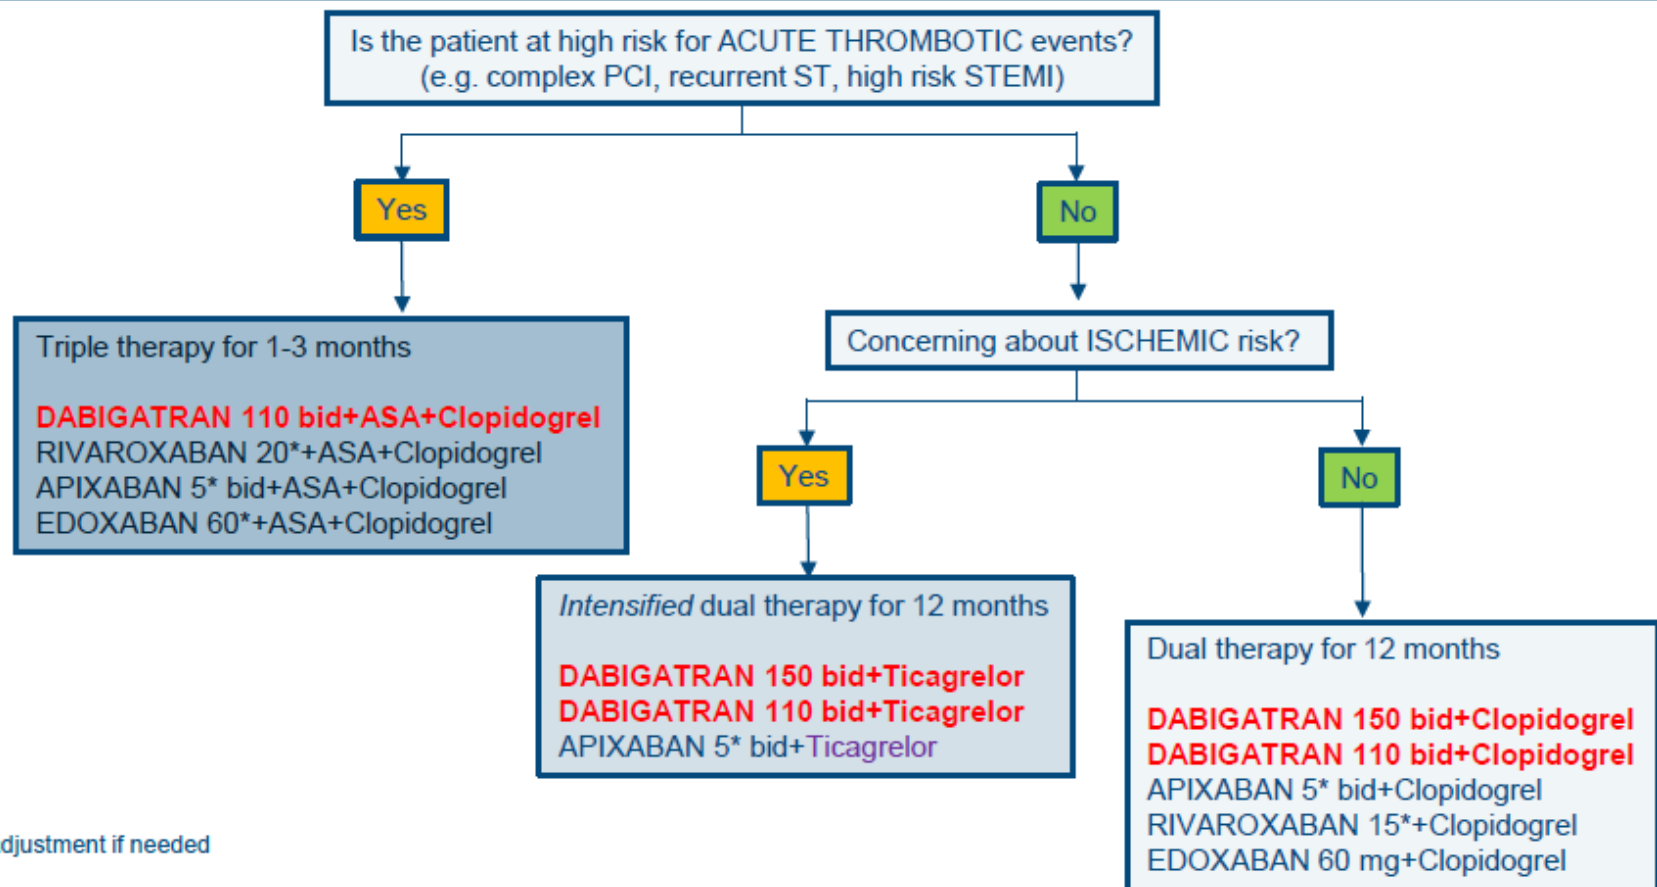 Is the patient at high risk for ACUTE THROMBOTIC events?
(e.g. complex PCI, recurrent ST, high risk STEMI)
Yes
No
Triple therapy for 1-3 months
DABIGATRAN 110 bid+ASA+Clopidogrel
RIVAROXABAN 20*+ASA+Clopidogrel
APIXABAN 5* bid+ASA+Clopidogrel
EDOXABAN 60*+ASA+Clopidogrel
Concerning about ISCHEMIC risk?
Yes
No
Intensified dual therapy for 12 months
DABIGATRAN 150 bid+Ticagrelor
DABIGATRAN 110 bid+Ticagrelor
APIXABAN 5* bid+Ticagrelor
Dual therapy for 12 months
DABIGATRAN 150 bid+Clopidogrel
DABIGATRAN 110 bid+Clopidogrel
APIXABAN 5* bid+Clopidogrel
RIVAROXABAN 15*+Clopidogrel
EDOXABAN 60 mg+Clopidogrel
if needed